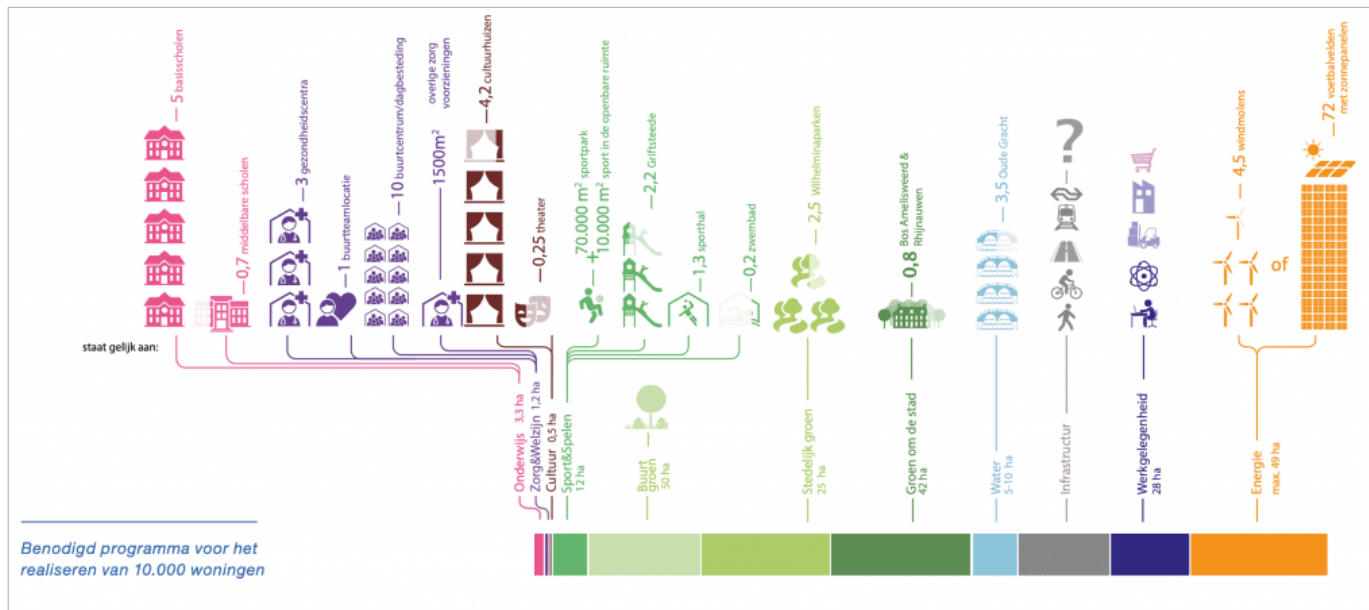 5 basisscholen
0,7 middelbare scholen
3 gezondheidscentra
1 buurtteamlocatie
10 buurtcentrum/dagbesteding
overige zorg
voorzieningen
1500m²
4,2 cultuurhuizen
0,25 theater
70.000 m² sportpark
+
10.000 m² sport in de openbare ruimte
2,2 Griftsteede
1,3 sporthal
0,2 zwembad
2,5 Wilhelminaparken
0,8 Bos Amelisweerd &
Rhijnauwen
3,5 Oude Gracht
?
4,5 windmolens
of
72 voetbalvelden
met zonnepanelen
staat gelijk aan:
Onderwijs 3,3 ha
Zorg&Welzijn 1,2 ha
Cultuur 0,5 ha
Sport&Spelen
12 ha
Buurt
groen
50 ha
Stedelijk groen
25 ha
Groen om de stad
42 ha
Water
5-10 ha
Infrastructur
Werkgelegenheid
28 ha
Energie
max. 49 ha
Benodigd programma voor het
realiseren van 10.000 woningen